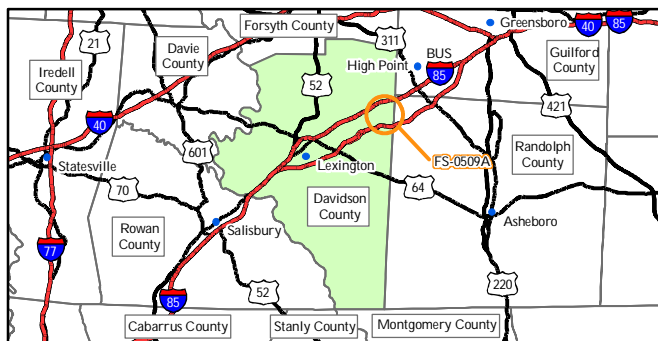 Forsyth County
Greensboro
40
85
21
Davie
County
311
BUS
Guilford
County
High Point
85
Iredell
County
52
421
40
Randolph
County
601
Statesville
Lexington
FS-0509A
70
64
Davidson
County
Rowan
County
Salisbury
Asheboro
77
220
52
85
Cabarrus County
Stanly County
Montgomery County